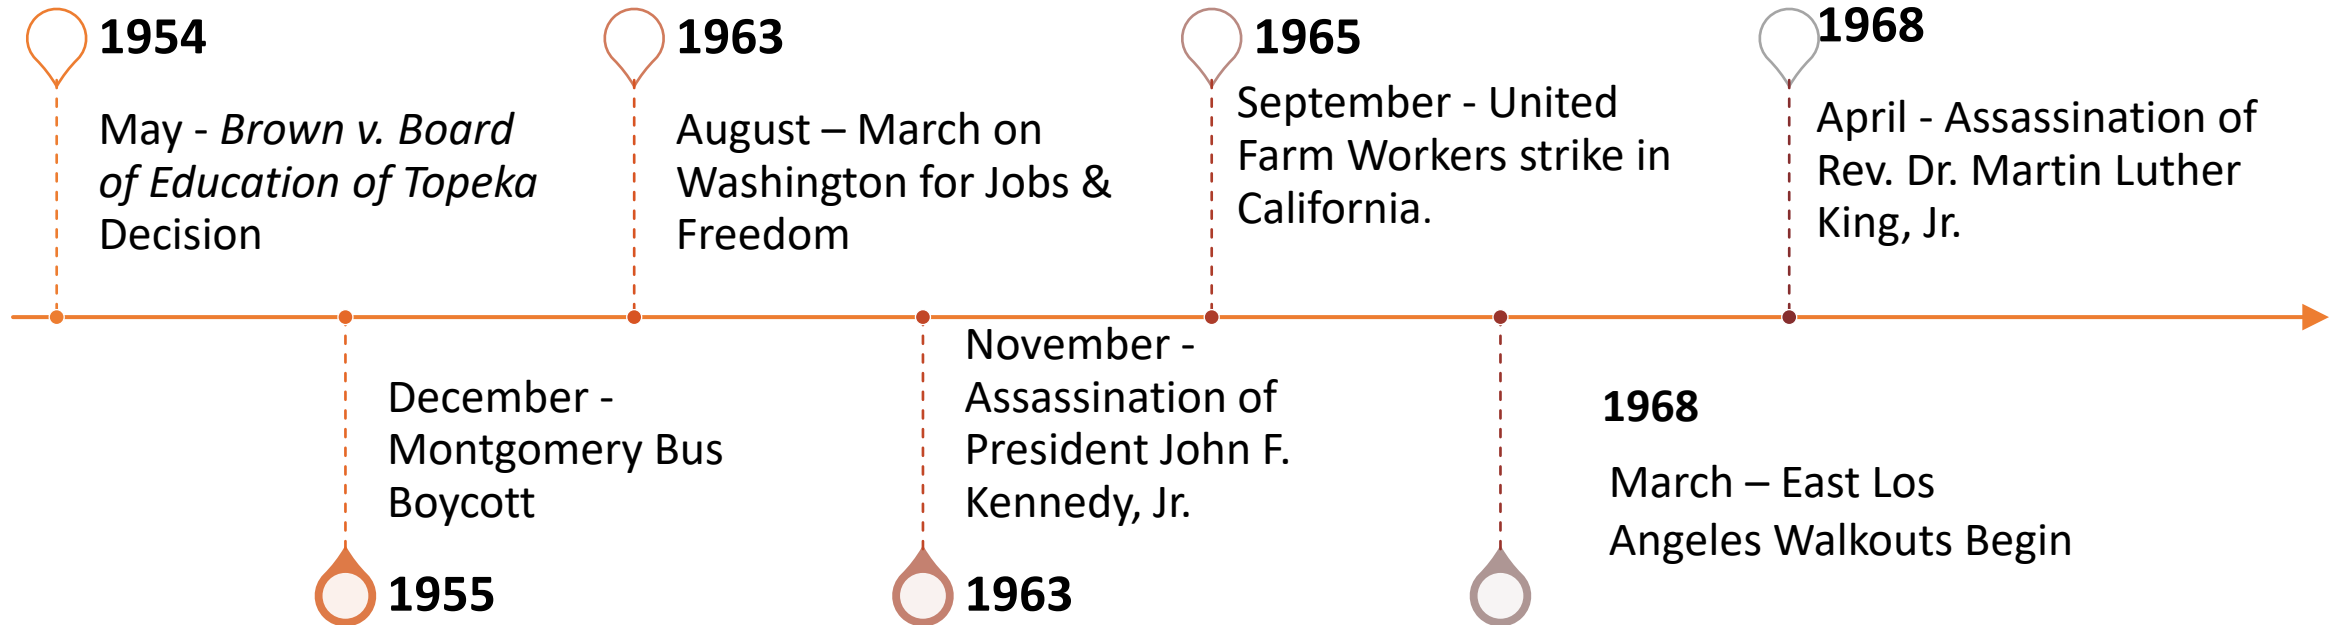 1954
May - Brown v. Board
of Education of Topeka
Decision
December -
Montgomery Bus
Boycott
1955
1963
August – March on
Washington for Jobs &
Freedom
November -
Assassination of
President John F.
Kennedy, Jr.
1963
1965
September - United
Farm Workers strike in
California.
1968
March – East Los
Angeles Walkouts Begin
1968
April - Assassination of
Rev. Dr. Martin Luther
King, Jr.